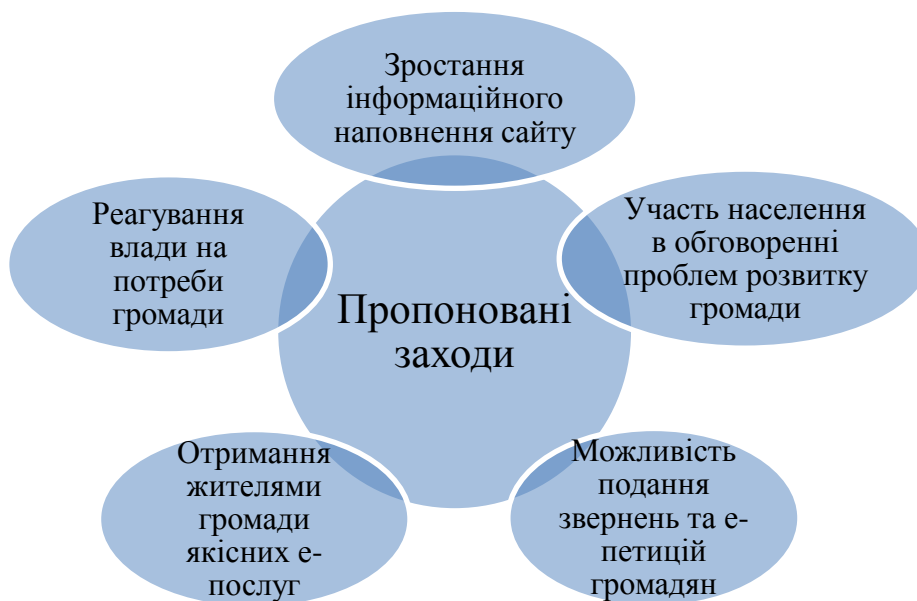 Зростання
інформаційного
наповнення сайту
Реагування
влади на
потреби
громади
Участь населення
в обговоренні
проблем розвитку
громади
Пропоновані
заходи
Отримання
жителями
громади
якісних е-
послуг
Можливість
подання
звернень та е-
петицій
громадян